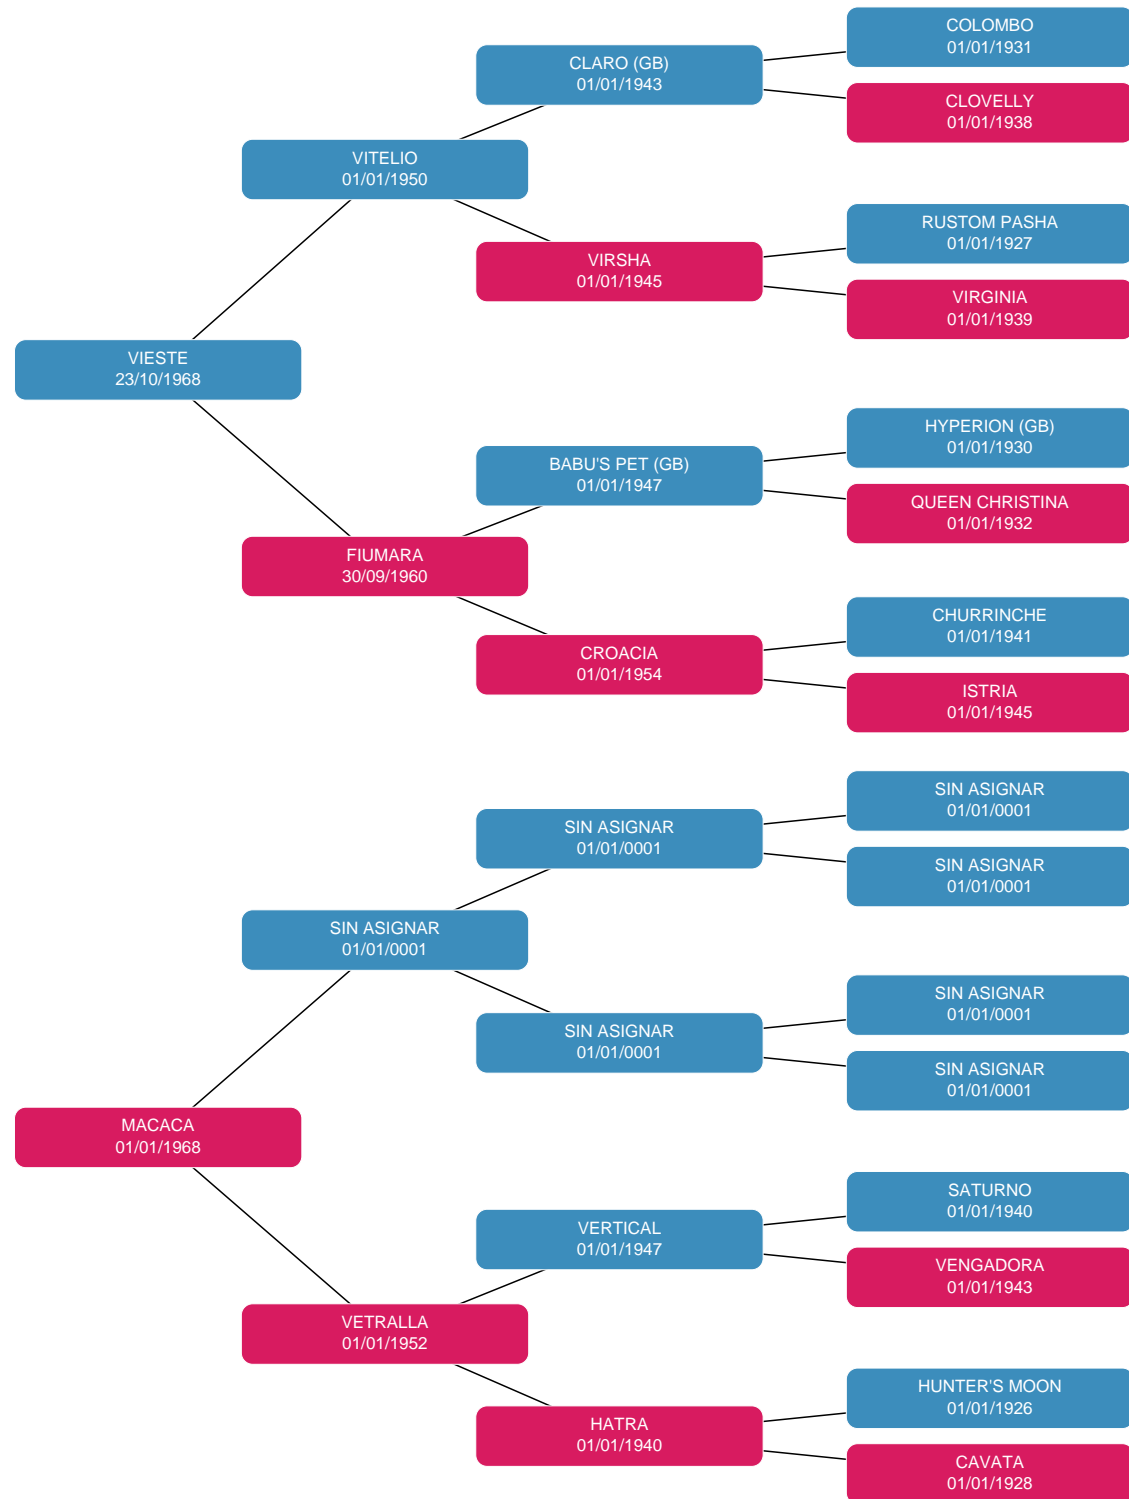 COLOMBO
01/01/1931
CLARO (GB)
01/01/1943
CLOVELLY
01/01/1938
VITELIO
01/01/1950
RUSTOM PASHA
01/01/1927
VIRSHA
01/01/1945
VIRGINIA
01/01/1939
VIESTE
23/10/1968
HYPERION (GB)
01/01/1930
BABU'S PET (GB)
01/01/1947
QUEEN CHRISTINA
01/01/1932
FIUMARA
30/09/1960
CHURRINCHE
01/01/1941
CROACIA
01/01/1954
ISTRIA
01/01/1945
SIN ASIGNAR
01/01/0001
SIN ASIGNAR
01/01/0001
SIN ASIGNAR
01/01/0001
SIN ASIGNAR
01/01/0001
SIN ASIGNAR
01/01/0001
SIN ASIGNAR
01/01/0001
SIN ASIGNAR
01/01/0001
MACACA
01/01/1968
SATURNO
01/01/1940
VERTICAL
01/01/1947
VENGADORA
01/01/1943
VETRALLA
01/01/1952
HUNTER'S MOON
01/01/1926
HATRA
01/01/1940
CAVATA
01/01/1928